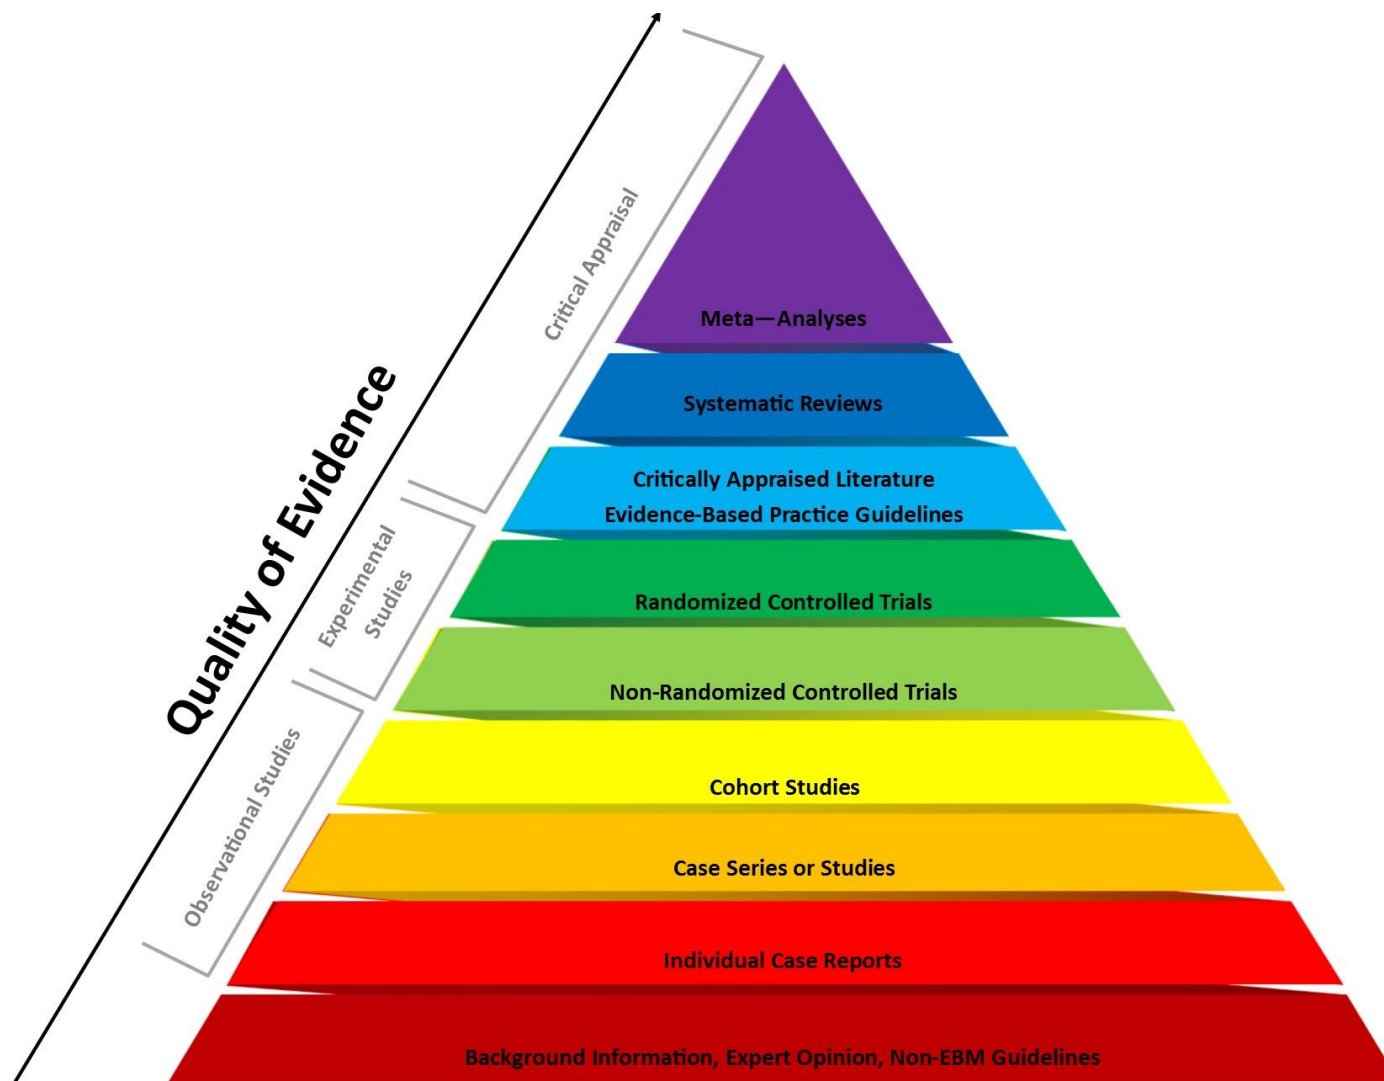 Quality of Evidence
Critical Appraisal
Experimental
Studies
Observational Studies
Meta—Analyses
Systematic Reviews
Critically Appraised Literature
Evidence-Based Practice Guidelines
Randomized Controlled Trials
Non-Randomized Controlled Trials
Cohort Studies
Case Series or Studies
Individual Case Reports
Background Information, Expert Opinion, Non-EBM Guidelines